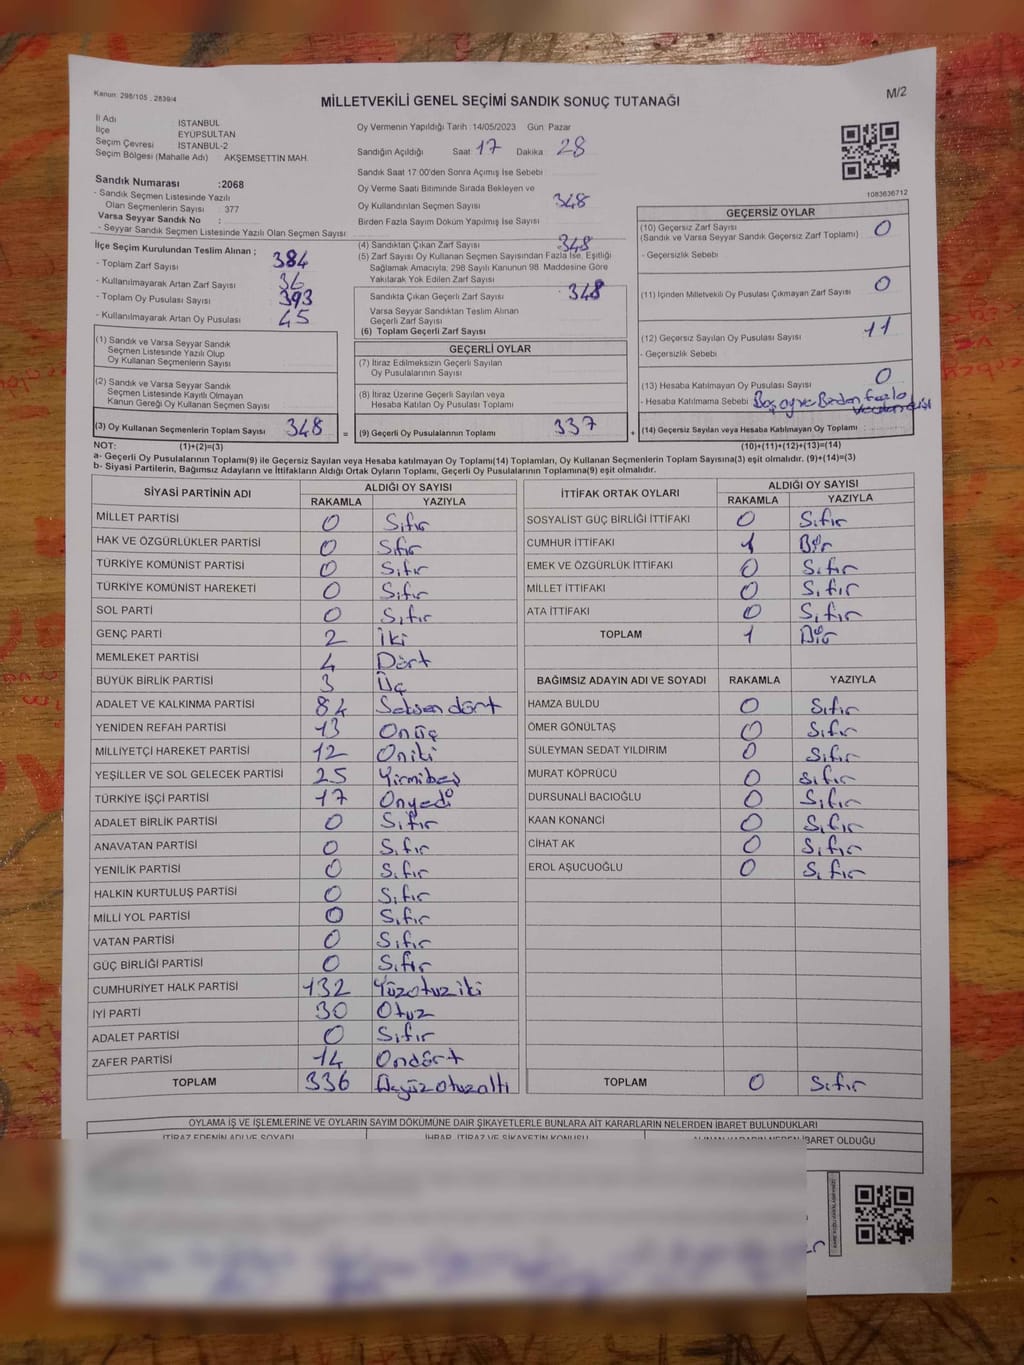 Kanun: 298/105 , 2839/4
MİLLETVEKİLİ GENEL SEÇİMİ SANDIK SONUÇ TUTANAĞI
M/2
İl Adı : İSTANBUL
İlçe : EYÜPSULTAN
Seçim Çevresi : İSTANBUL-2
Seçim Bölgesi (Mahalle Adı) : AKŞEMSETTİN MAH.
Sandık Numarası :2068
- Sandık Seçmen Listesinde Yazılı
Olan Seçmenlerin Sayısı : 377
Varsa Seyyar Sandık No :
- Seyyar Sandık Seçmen Listesinde Yazılı Olan Seçmen Sayısı :
İlçe Seçim Kurulundan Teslim Alınan ;
- Toplam Zarf Sayısı 384
- Kullanılmayarak Artan Zarf Sayısı 36
- Toplam Oy Pusulası Sayısı 393
- Kullanılmayarak Artan Oy Pusulası 45
(1) Sandık ve Varsa Seyyar Sandık
Seçmen Listesinde Yazılı Olup
Oy Kullanan Seçmenlerin Sayısı
(2) Sandık ve Varsa Seyyar Sandık
Seçmen Listesinde Kayıtlı Olmayan
Kanun Gereği Oy Kullanan Seçmen Sayısı
(3) Oy Kullanan Seçmenlerin Toplam Sayısı 348 =
Oy Vermenin Yapıldığı Tarih :14/05/2023 Gün: Pazar
Sandığın Açıldığı Saat: 17 Dakika: 28
Sandık Saat 17:00'den Sonra Açımış İse Sebebi :
Oy Verme Saati Bitiminde Sırada Bekleyen ve
Oy Kullandırılan Seçmen Sayısı 348
Birden Fazla Sayım Döküm Yapılmış İse Sayısı
(4) Sandıktan Çıkan Zarf Sayısı 348
(5) Zarf Sayısı Oy Kullanan Seçmen Sayısından Fazla İse, Eşitliği
Sağlamak Amacıyla; 298 Sayılı Kanunun 98. Maddesine Göre
Yakılarak Yok Edilen Zarf Sayısı
Sandıkta Çıkan Geçerli Zarf Sayısı 348
Varsa Seyyar Sandıktan Teslim Alınan
Geçerli Zarf Sayısı
(6) Toplam Geçerli Zarf Sayısı
GEÇERLİ OYLAR
(7) İtiraz Edilmeksizin Geçerli Sayılan
Oy Pusulalarının Sayısı
(8) İtiraz Üzerine Geçerli Sayılan veya
Hesaba Katılan Oy Pusulası Toplamı
(9) Geçerli Oy Pusulalarının Toplamı 337 +
1083636712
GEÇERSİZ OYLAR
(10) Geçersiz Zarf Sayısı 0
(Sandık ve Varsa Seyyar Sandık Geçersiz Zarf Toplamı)
- Geçersizlik Sebebi
(11) İçinden Milletvekili Oy Pusulası Çıkmayan Zarf Sayısı 0
(12) Geçersiz Sayılan Oy Pusulası Sayısı 11
- Geçersizlik Sebebi
(13) Hesaba Katılmayan Oy Pusulası Sayısı 0
- Hesaba Katılmama Sebebi Boş oy ve Birden fazla
(14) Geçersiz Sayılan veya Hesaba Katılmayan Oy Toplamı :
NOT: (1)+(2)=(3) (10)+(11)+(12)+(13)=(14)
a- Geçerli Oy Pusulalarının Toplamı(9) ile Geçersiz Sayılan veya Hesaba katılmayan Oy Toplamı(14) Toplamları, Oy Kullanan Seçmenlerin Toplam Sayısına(3) eşit olmalıdır. (9)+(14)=(3)
b- Siyasi Partilerin, Bağımsız Adayların ve İttifakların Aldığı Ortak Oyların Toplamı, Geçerli Oy Pusulalarının Toplamına(9) eşit olmalıdır.
SİYASİ PARTİNİN ADI ALDIĞI OY SAYISI
RAKAMLA YAZIYLA
MİLLET PARTİSİ 0 Sıfır
HAK VE ÖZGÜRLÜKLER PARTİSİ 0 Sıfır
TÜRKİYE KOMÜNİST PARTİSİ 0 Sıfır
TÜRKİYE KOMÜNİST HAREKETİ 0 Sıfır
SOL PARTİ 0 Sıfır
GENÇ PARTİ 2 İki
MEMLEKET PARTİSİ 4 Dört
BÜYÜK BİRLİK PARTİSİ 3 Üç
ADALET VE KALKINMA PARTİSİ 84 Seksendört
YENİDEN REFAH PARTİSİ 13 Onüç
MİLLİYETÇİ HAREKET PARTİSİ 12 Oniki
YEŞİLLER VE SOL GELECEK PARTİSİ 25 Yirmibeş
TÜRKİYE İŞÇİ PARTİSİ 17 Onyedi
ADALET BİRLİK PARTİSİ 0 Sıfır
ANAVATAN PARTİSİ 0 Sıfır
YENİLİK PARTİSİ 0 Sıfır
HALKIN KURTULUŞ PARTİSİ 0 Sıfır
MİLLİ YOL PARTİSİ 0 Sıfır
VATAN PARTİSİ 0 Sıfır
GÜÇ BİRLİĞİ PARTİSİ 0 Sıfır
CUMHURİYET HALK PARTİSİ 132 Yüzotuziki
İYİ PARTİ 30 Otuz
ADALET PARTİSİ 0 Sıfır
ZAFER PARTİSİ 14 Ondört
TOPLAM 336 Üçyüzotuzaltı
İTTİFAK ORTAK OYLARI ALDIĞI OY SAYISI
RAKAMLA YAZIYLA
SOSYALİST GÜÇ BİRLİĞİ İTTİFAKI 0 Sıfır
CUMHUR İTTİFAKI 1 Bir
EMEK VE ÖZGÜRLÜK İTTİFAKI 0 Sıfır
MİLLET İTTİFAKI 0 Sıfır
ATA İTTİFAKI 0 Sıfır
TOPLAM 1 Bir
BAĞIMSIZ ADAYIN ADI VE SOYADI RAKAMLA YAZIYLA
HAMZA BULDU 0 Sıfır
ÖMER GÖNÜLTAŞ 0 Sıfır
SÜLEYMAN SEDAT YILDIRIM 0 Sıfır
MURAT KÖPRÜCÜ 0 Sıfır
DURSUNALİ BACIOĞLU 0 Sıfır
KAAN KONANCİ 0 Sıfır
CİHAT AK 0 Sıfır
EROL AŞUCUOĞLU 0 Sıfır
TOPLAM 0 Sıfır
OYLAMA İŞ VE İŞLEMLERİNE VE OYLARIN SAYIM DÖKÜMÜNE DAİR ŞİKAYETLERLE BUNLARA AİT KARARLARIN NELERDEN İBARET BULUNDUKLARI
İTİRAZ EDENİN ADI VE SOYADI İHBAR, İTİRAZ VE ŞİKAYETİN KONUSU İBARET OLDUĞU